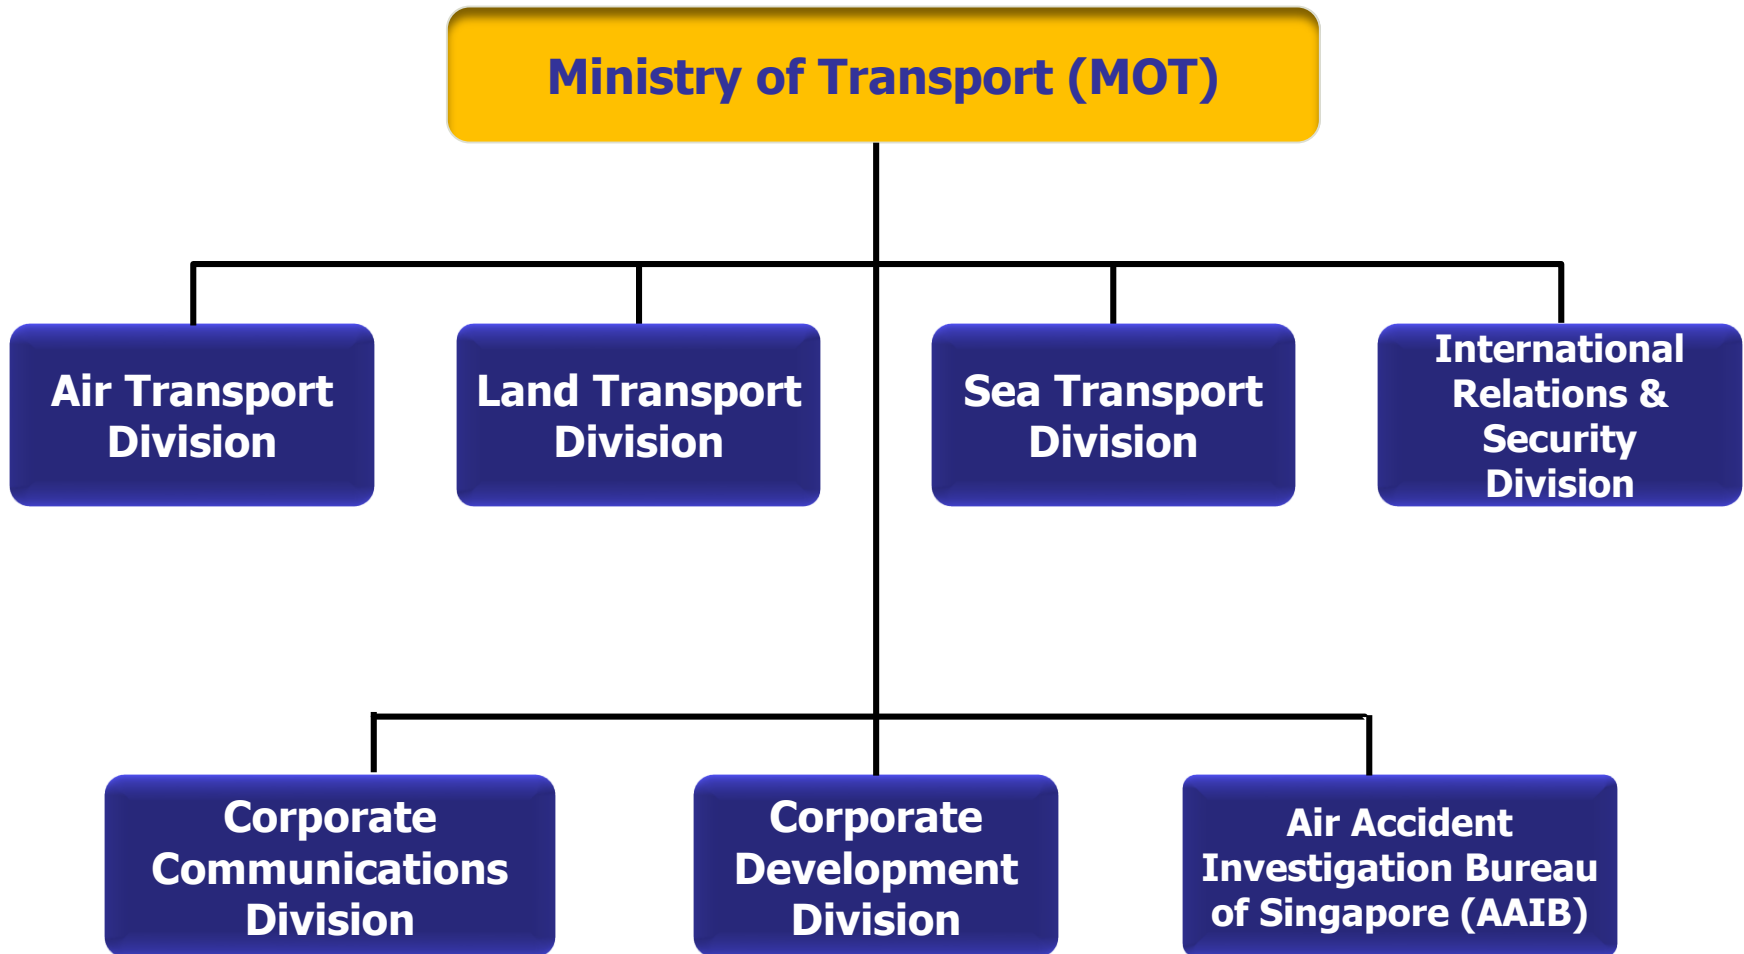 Ministry of Transport (MOT)
Air Transport
Division
Land Transport
Division
Sea Transport
Division
International
Relations &
Security
Division
Corporate
Communications
Division
Corporate
Development
Division
Air Accident
Investigation Bureau
of Singapore (AAIB)